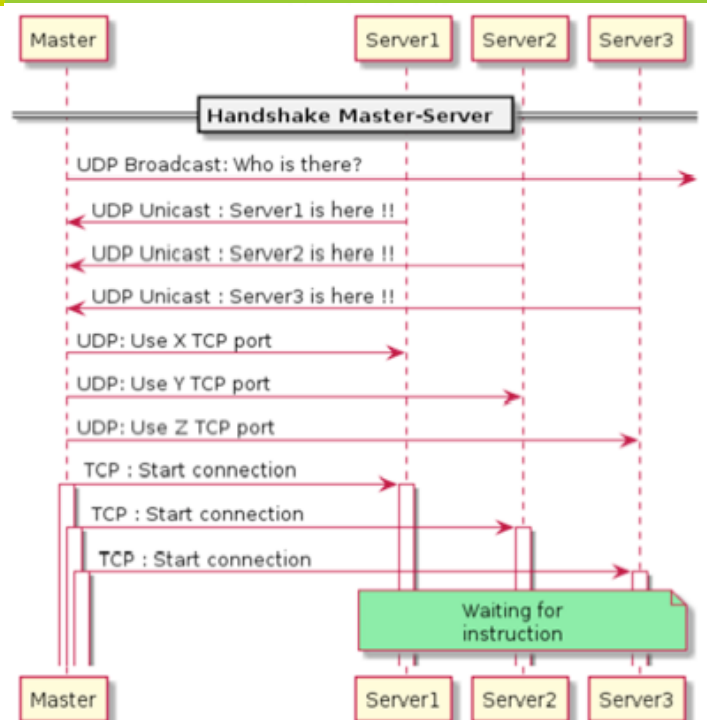 Master
Server1
Server2
Server3
Handshake Master-Server
UDP Broadcast: Who is there?
UDP Unicast : Server1 is here !!
UDP Unicast : Server2 is here !!
UDP Unicast : Server3 is here !!
UDP: Use X TCP port
UDP: Use Y TCP port
UDP: Use Z TCP port
TCP : Start connection
TCP : Start connection
TCP : Start connection
Waiting for
instruction
Master
Server1
Server2
Server3